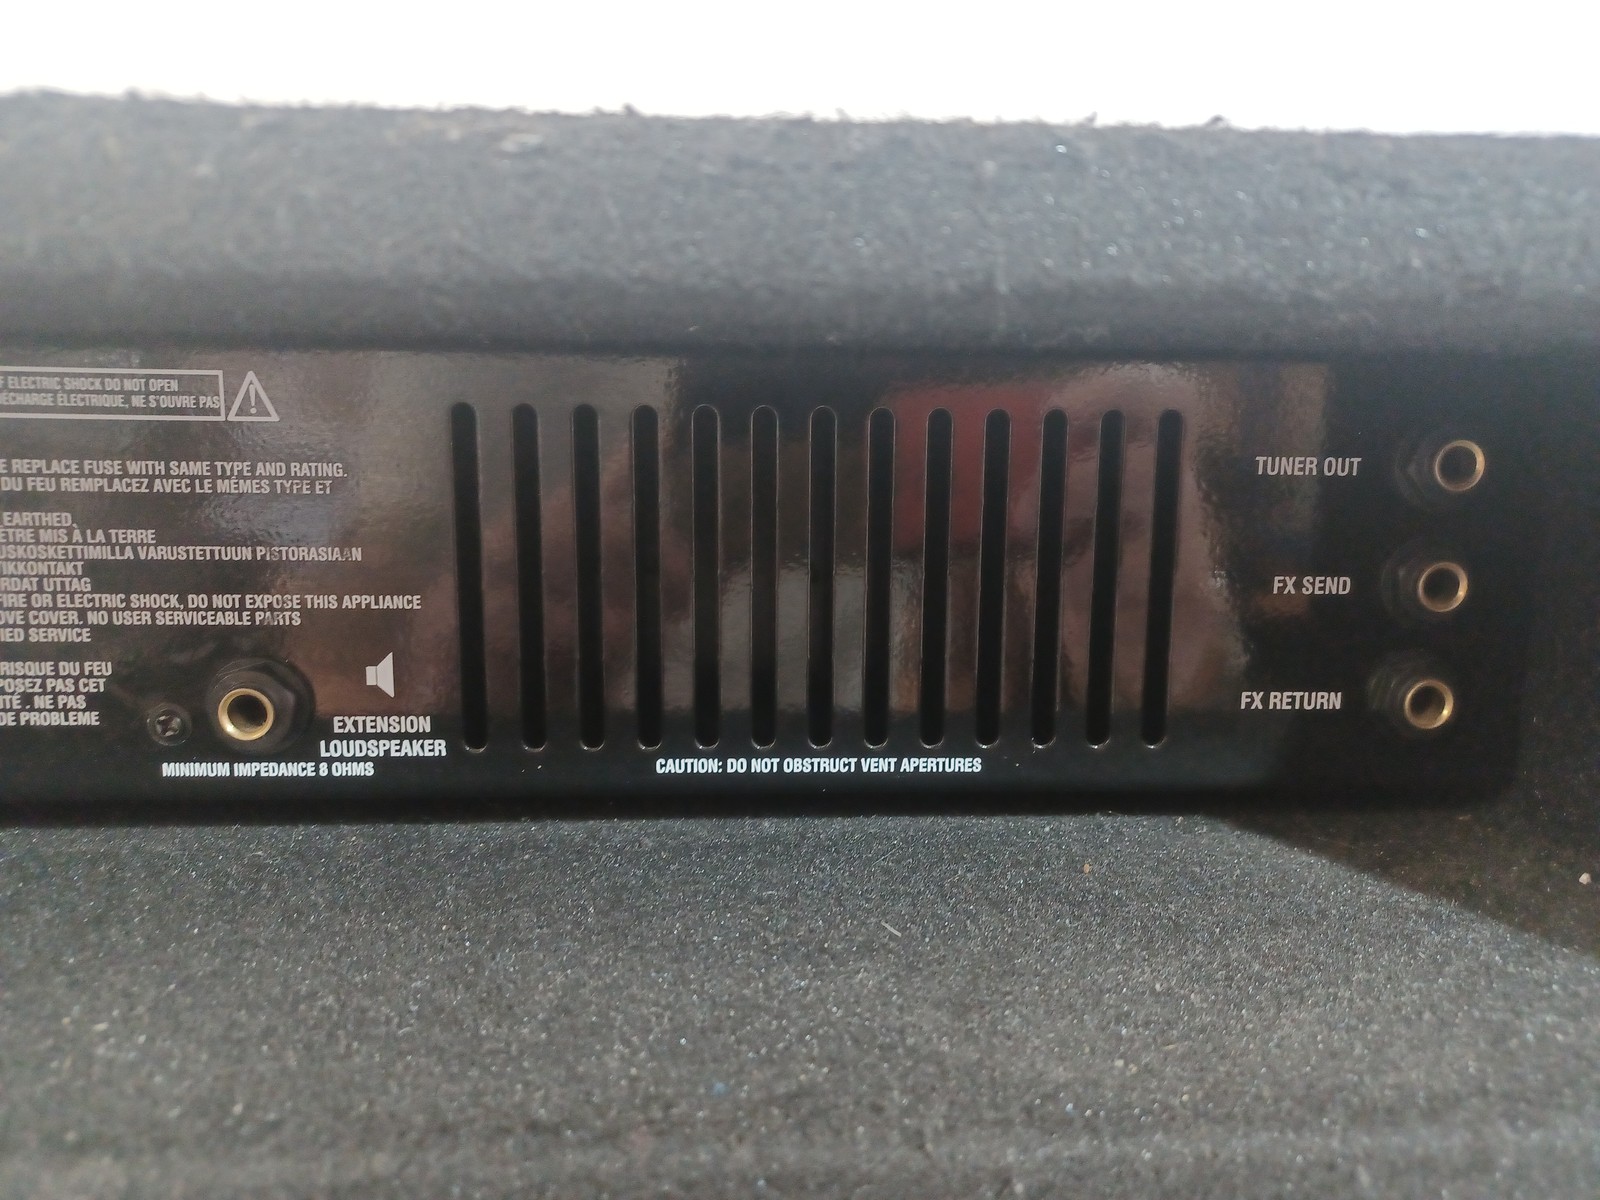 F ELECTRIC SHOCK DO NOT OPEN
DÉCHARGE ÉLECTRIQUE, NE S'OUVRE PAS
E REPLACE FUSE WITH SAME TYPE AND RATING.
DU FEU REMPLACEZ AVEC LE MÊMES TYPE ET
EARTHED.
ETRE MIS À LA TERRE
USKOSKETTIMILLA VARUSTETTUUN PISTORASIAAN
TIKKONTAKT
RDAT UTTAG
FIRE OR ELECTRIC SHOCK, DO NOT EXPOSE THIS APPLIANCE
OVE COVER. NO USER SERVICEABLE PARTS
IED SERVICE
RISQUE DU FEU
POSEZ PAS CET
ITÉ . NE PAS
DE PROBLEME
EXTENSION
LOUDSPEAKER
MINIMUM IMPEDANCE 8 OHMS
CAUTION: DO NOT OBSTRUCT VENT APERTURES
TUNER OUT
FX SEND
FX RETURN